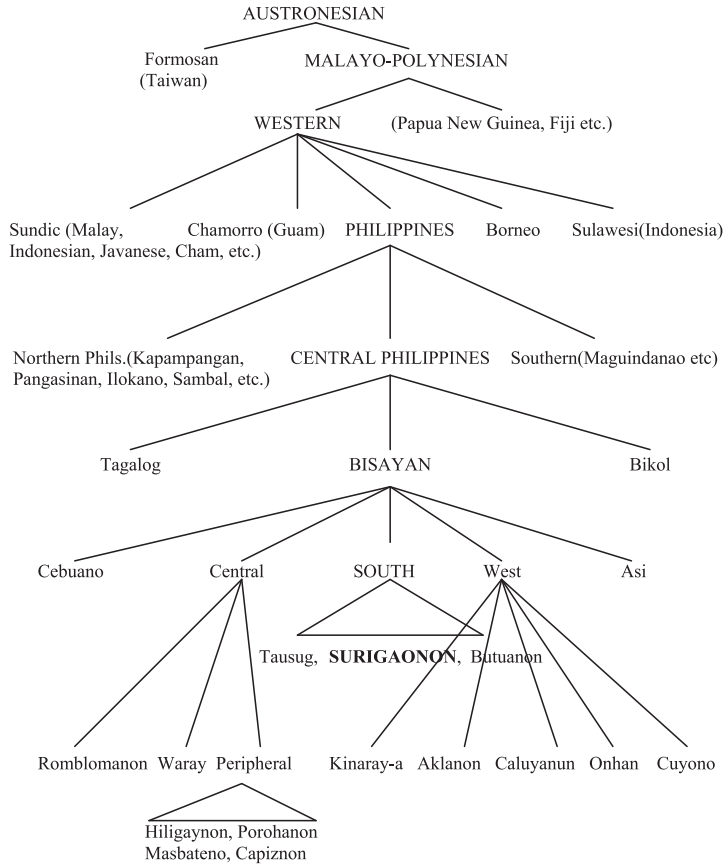 AUSTRONESIAN
Formosan
(Taiwan)
MALAYO-POLYNESIAN
WESTERN
(Papua New Guinea, Fiji etc.)
Sundic (Malay,
Indonesian, Javanese, Cham, etc.)
Chamorro (Guam)
PHILIPPINES
Borneo
Sulawesi(Indonesia)
Northern Phils.(Kapampangan,
Pangasinan, Ilokano, Sambal, etc.)
CENTRAL PHILIPPINES
Southern(Maguindanao etc)
Tagalog
BISAYAN
Bikol
Cebuano
Central
SOUTH
West
Asi
Tausug, SURIGAONON, Butuanon
Romblomanon
Waray
Peripheral
Kinaray-a
Aklanon
Caluyanun
Onhan
Cuyono
Hiligaynon, Porohanon
Masbateno, Capiznon